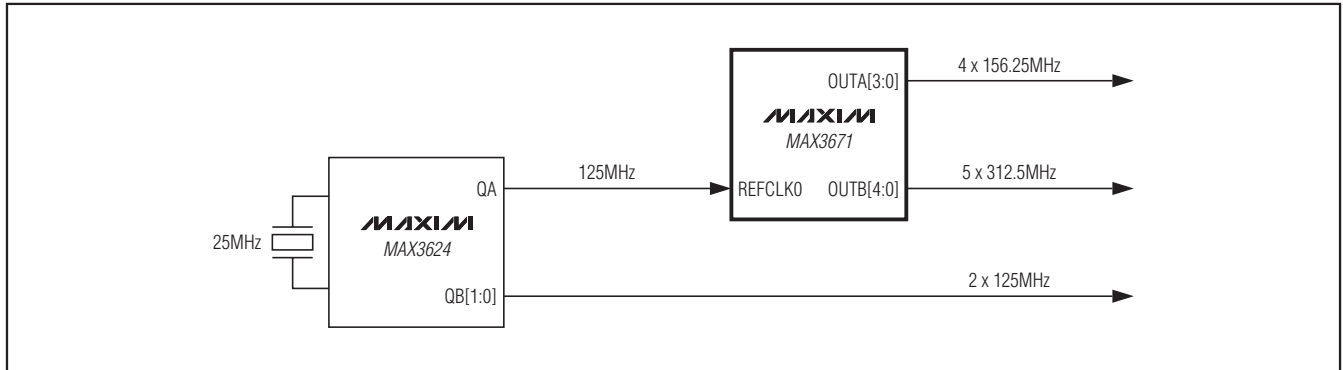 4 x 156.25MHz
OUTA[3:0]
MAXIM
MAX3671
125MHz
5 x 312.5MHz
QA
REFCLK0
OUTB[4:0]
MAXIM
25MHz
MAX3624
2 x 125MHz
QB[1:0]